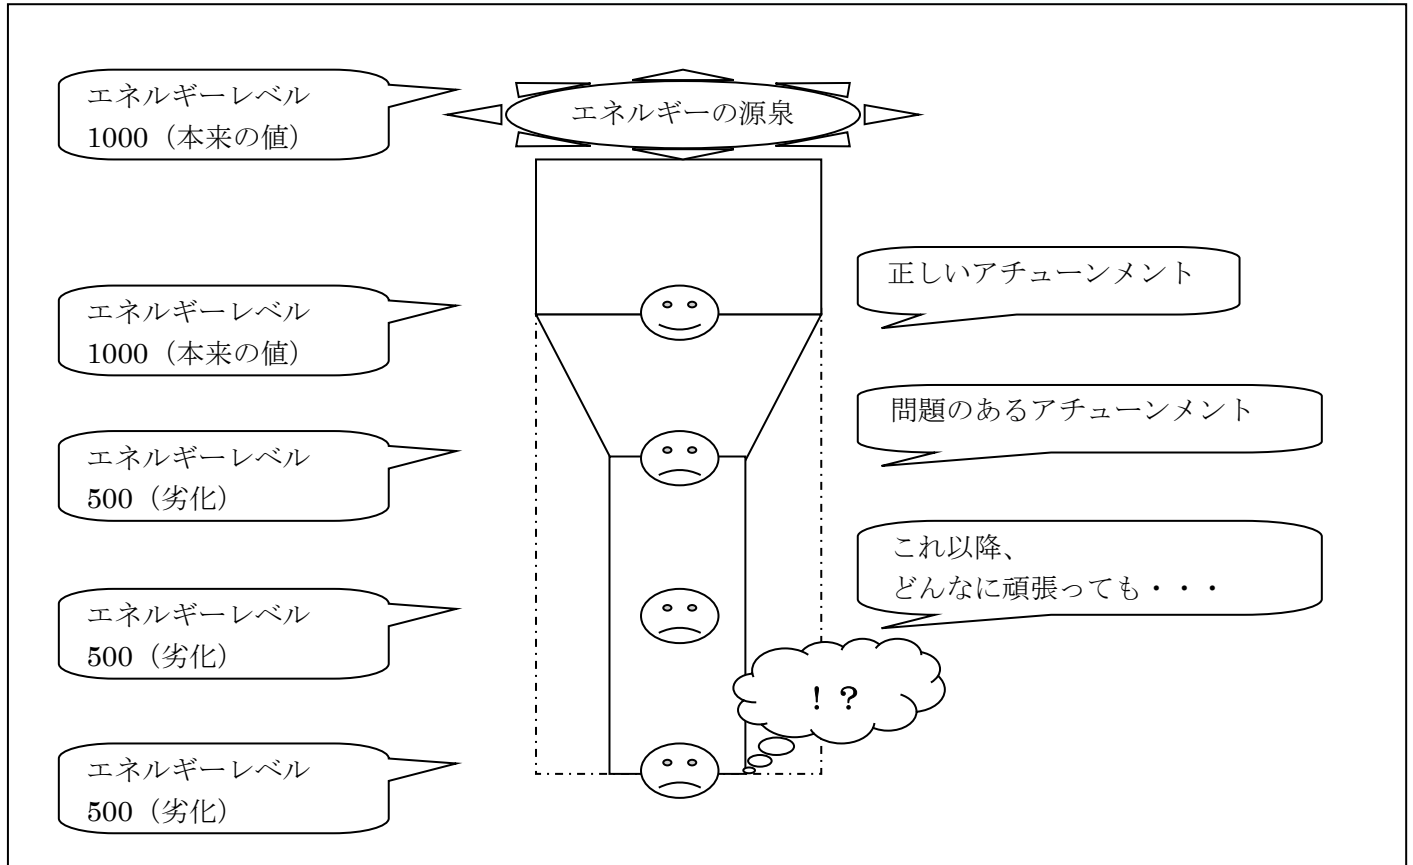 エネルギーレベル
1000（本来の値）
エネルギーの源泉
正しいアチューンメント
エネルギーレベル
1000（本来の値）
問題のあるアチューンメント
エネルギーレベル
500（劣化）
これ以降、
どんなに頑張っても・・・
エネルギーレベル
500（劣化）
！？
エネルギーレベル
500（劣化）